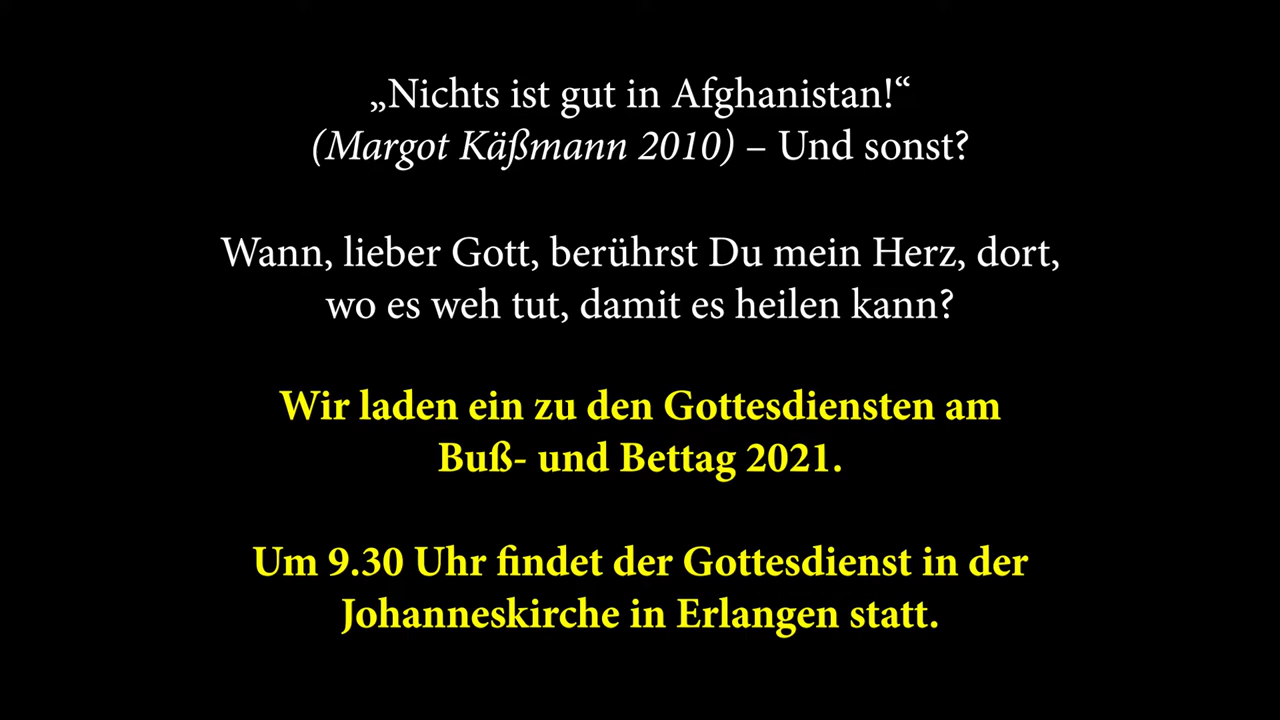 „Nichts ist gut in Afghanistan!“
(Margot Käßmann 2010) – Und sonst?
Wann, lieber Gott, berührst Du mein Herz, dort,
wo es weh tut, damit es heilen kann?
Wir laden ein zu den Gottesdiensten am
Buß- und Bettag 2021.
Um 9.30 Uhr findet der Gottesdienst in der
Johanneskirche in Erlangen statt.